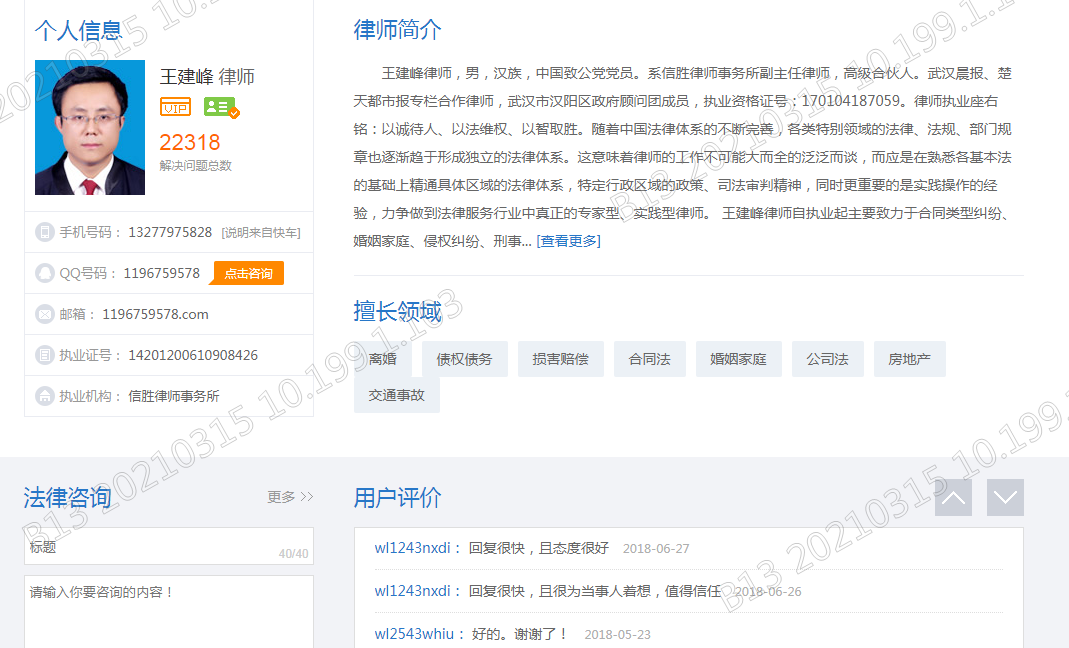 个人信息
王建峰 律师
VIP
22318
解决问题总数
手机号码： 13277975828 [说明来自快车]
QQ号码： 1196759578 点击咨询
邮箱： 1196759578.com
执业证号： 14201200610908426
执业机构： 信胜律师事务所
律师简介
王建峰律师，男，汉族，中国致公党党员。系信胜律师事务所副主任律师，高级合伙人。武汉晨报、楚
天都市报专栏合作律师，武汉市汉阳区政府顾问团成员，执业资格证号：170104187059。律师执业座右
铭：以诚待人、以法维权、以智取胜。随着中国法律体系的不断完善，各类特别领域的法律、法规、部门规
章也逐渐趋于形成独立的法律体系。这意味着律师的工作不可能大而全的泛泛而谈，而应是在熟悉各基本法
的基础上精通具体区域的法律体系，特定行政区域的政策、司法审判精神，同时更重要的是实践操作的经
验，力争做到法律服务行业中真正的专家型、实践型律师。 王建峰律师自执业起主要致力于合同类型纠纷、
婚姻家庭、侵权纠纷、刑事... [查看更多]
擅长领域
离婚 债权债务 损害赔偿 合同法 婚姻家庭 公司法 房地产
交通事故
法律咨询 更多 >>
标题 40/40
请输入你要咨询的内容！
用户评价
wl1243nxdi： 回复很快，且态度很好 2018-06-27
wl1243nxdi： 回复很快，且很为当事人着想，值得信任 2018-06-26
wl2543whiu： 好的。谢谢了！ 2018-05-23
B13 20210315 10.199.1.103
B13 20210315 10.199.1.1
20210315 10.1
B13 20210315 10.199.